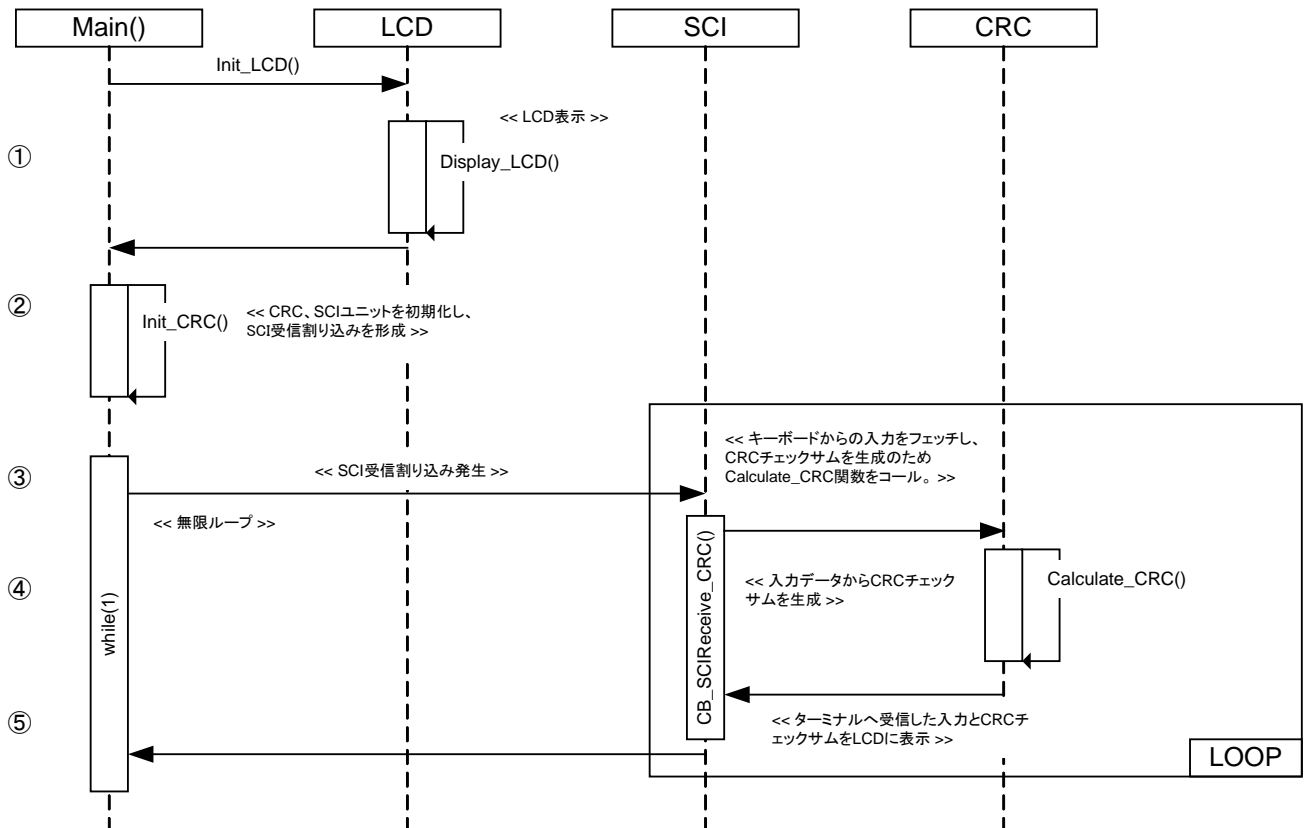 Main()
LCD
SCI
CRC
Init_LCD()
<< LCD表示 >>
①
Display_LCD()
②
Init_CRC()
<< CRC、SCIユニットを初期化し、
SCI受信割り込みを形成 >>
<< キーボードからの入力をフェッチし、
CRCチェックサムを生成のため
Calculate_CRC関数をコール。 >>
③
<< SCI受信割り込み発生 >>
<< 無限ループ >>
④
while(1)
CB_SCIReceive_CRC()
<< 入力データからCRCチェック
サムを生成 >>
Calculate_CRC()
⑤
<< ターミナルへ受信した入力とCRCチ
ェックサムをLCDに表示 >>
LOOP